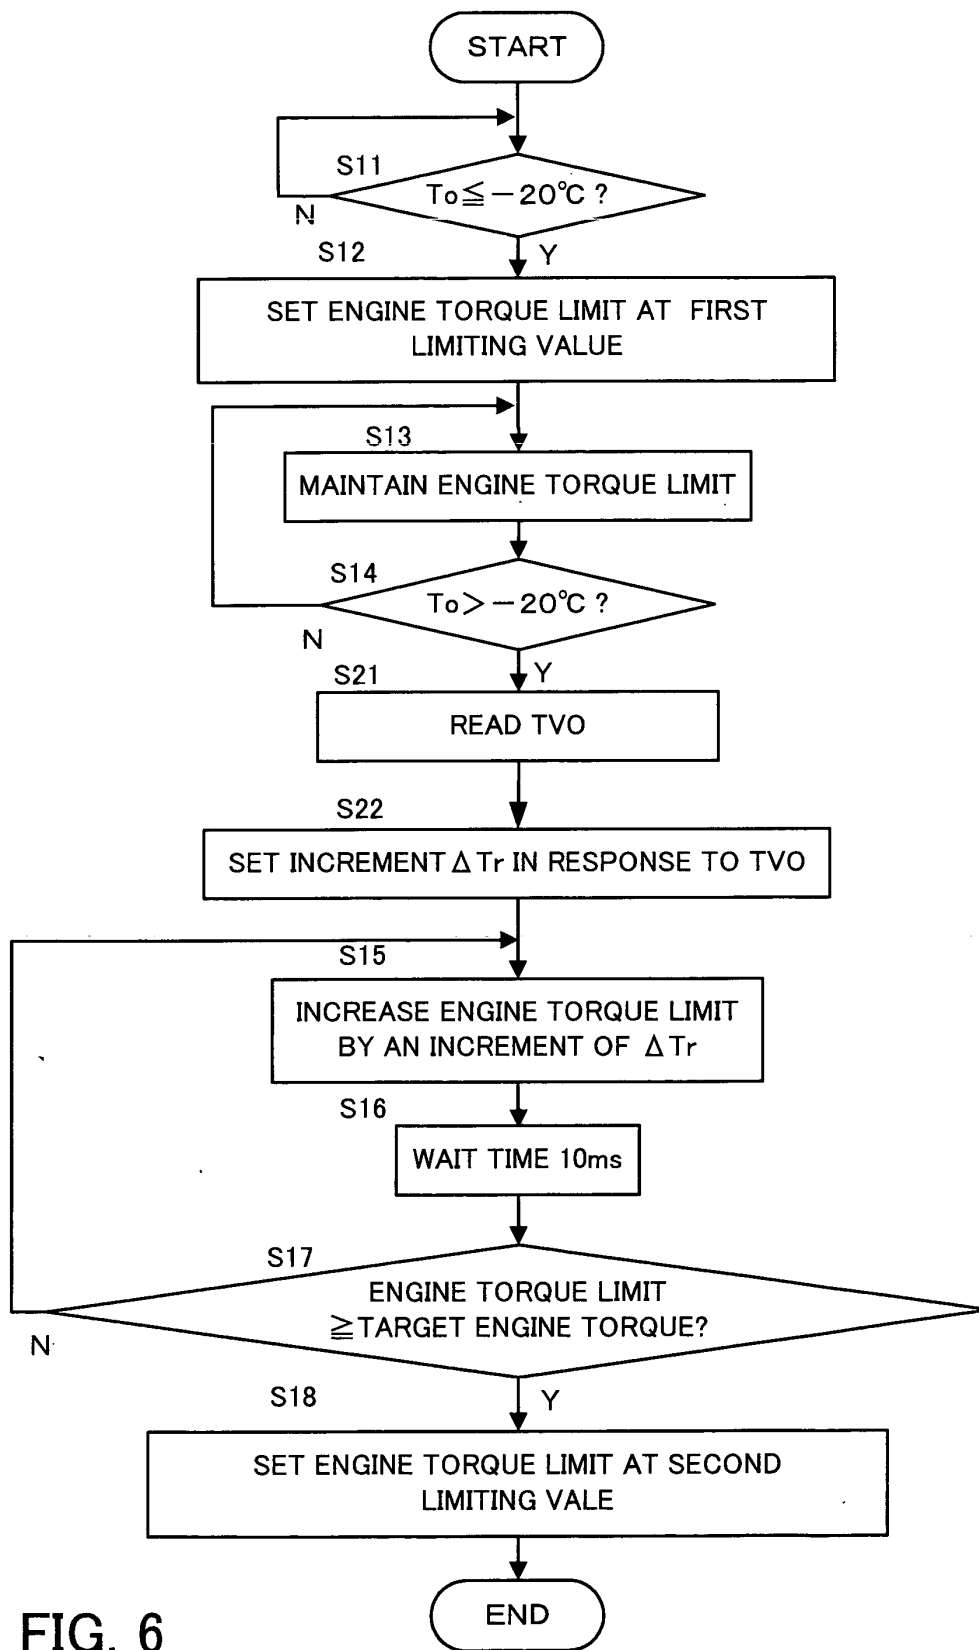 START
S11
To≦−20℃?
N
Y
S12
SET ENGINE TORQUE LIMIT AT FIRST
LIMITING VALUE
S13
MAINTAIN ENGINE TORQUE LIMIT
S14
To>−20℃?
N
Y
S21
READ TVO
S22
SET INCREMENT ΔTr IN RESPONSE TO TVO
S15
INCREASE ENGINE TORQUE LIMIT
BY AN INCREMENT OF ΔTr
S16
WAIT TIME 10ms
S17
ENGINE TORQUE LIMIT
≧TARGET ENGINE TORQUE?
N
Y
S18
SET ENGINE TORQUE LIMIT AT SECOND
LIMITING VALE
END
FIG. 6